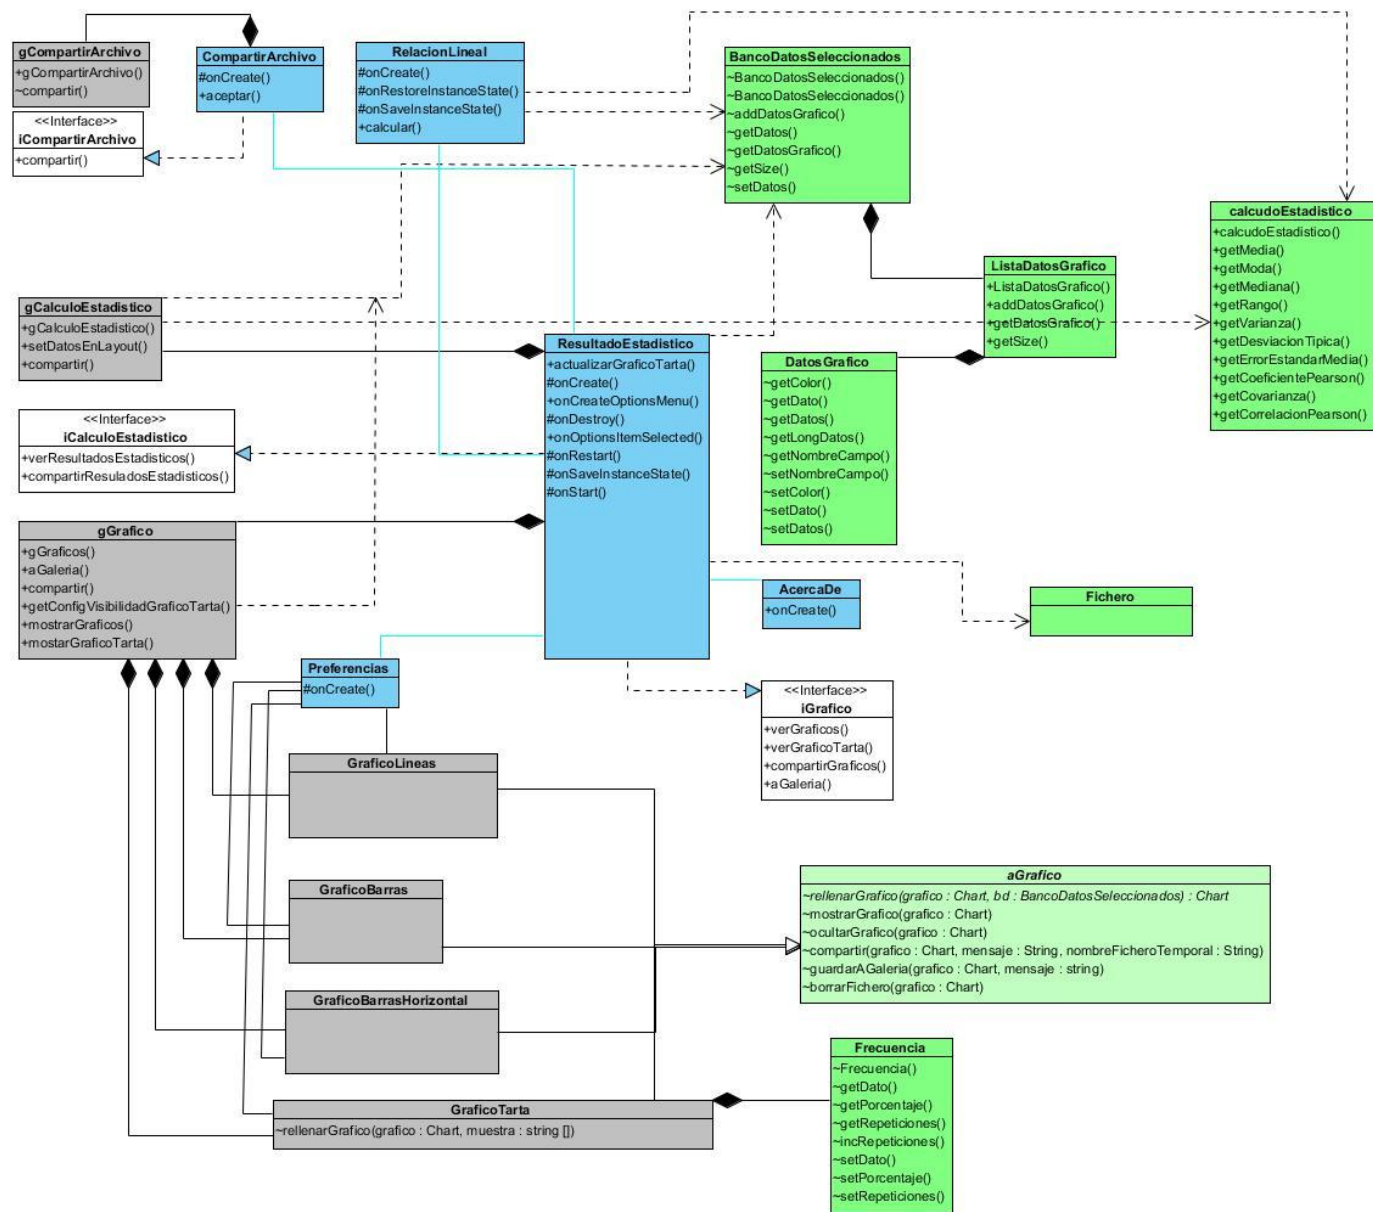 gCompartirArchivo
+gCompartirArchivo()
~compartir()
<<Interface>>
iCompartirArchivo
+compartir()
CompartirArchivo
#onCreate()
+aceptar()
RelacionLineal
#onCreate()
#onRestoreInstanceState()
#onSaveInstanceState()
+calcular()
BancoDatosSeleccionados
~BancoDatosSeleccionados()
~BancoDatosSeleccionados()
~addDatosGrafico()
~getDatos()
~getDatosGrafico()
~getSize()
~setDatos()
calcudoEstadistico
+calcudoEstadistico()
+getMedia()
+getModa()
+getMediana()
+getRango()
+getVarianza()
+getDesviacionTipica()
+getErrorEstandarMedia()
+getCoeficientePearson()
+getCovarianza()
+getCorrelacionPearson()
ListaDatosGrafico
+ListaDatosGrafico()
+addDatosGrafico()
+getDatosGrafico()
+getSize()
gCalculoEstadistico
+gCalculoEstadistico()
+setDatosEnLayout()
+compartir()
ResultadoEstadistico
+actualizarGraficoTarta()
#onCreate()
+onCreateOptionsMenu()
#onDestroy()
+onOptionsItemSelected()
#onRestart()
#onSaveInstanceState()
#onStart()
DatosGrafico
~getColor()
~getDato()
~getDatos()
~getLongDatos()
~getNombreCampo()
~setNombreCampo()
~setColor()
~setDato()
~setDatos()
<<Interface>>
iCalculoEstadistico
+verResultadosEstadisticos()
+compartirResuladosEstadisticos()
gGrafico
+gGraficos()
+aGaleria()
+compartir()
+getConfigVisibilidadGraficoTarta()
+mostrarGraficos()
+mostarGraficoTarta()
AcercaDe
+onCreate()
Fichero
Preferencias
#onCreate()
<<Interface>>
iGrafico
+verGraficos()
+verGraficoTarta()
+compartirGraficos()
+aGaleria()
GraficoLineas
GraficoBarras
GraficoBarrasHorizontal
aGrafico
~rellenarGrafico(grafico : Chart, bd : BancoDatosSeleccionados) : Chart
~mostrarGrafico(grafico : Chart)
~ocultarGrafico(grafico : Chart)
~compartir(grafico : Chart, mensaje : String, nombreFicheroTemporal : String)
~guardarAGaleria(grafico : Chart, mensaje : string)
~borrarFichero(grafico : Chart)
GraficoTarta
~rellenarGrafico(grafico : Chart, muestra : string [])
Frecuencia
~Frecuencia()
~getDato()
~getPorcentaje()
~getRepeticiones()
~incRepeticiones()
~setDato()
~setPorcentaje()
~setRepeticiones()